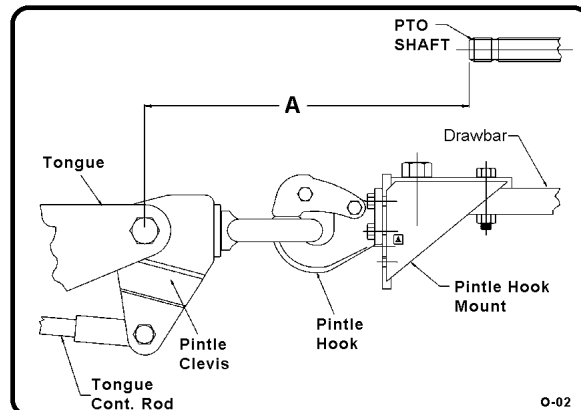 PTO
SHAFT
A
Drawbar
Tongue
Pintle Hook
Mount
Pintle
Hook
Pintle
Clevis
Tongue
Cont. Rod
O-02